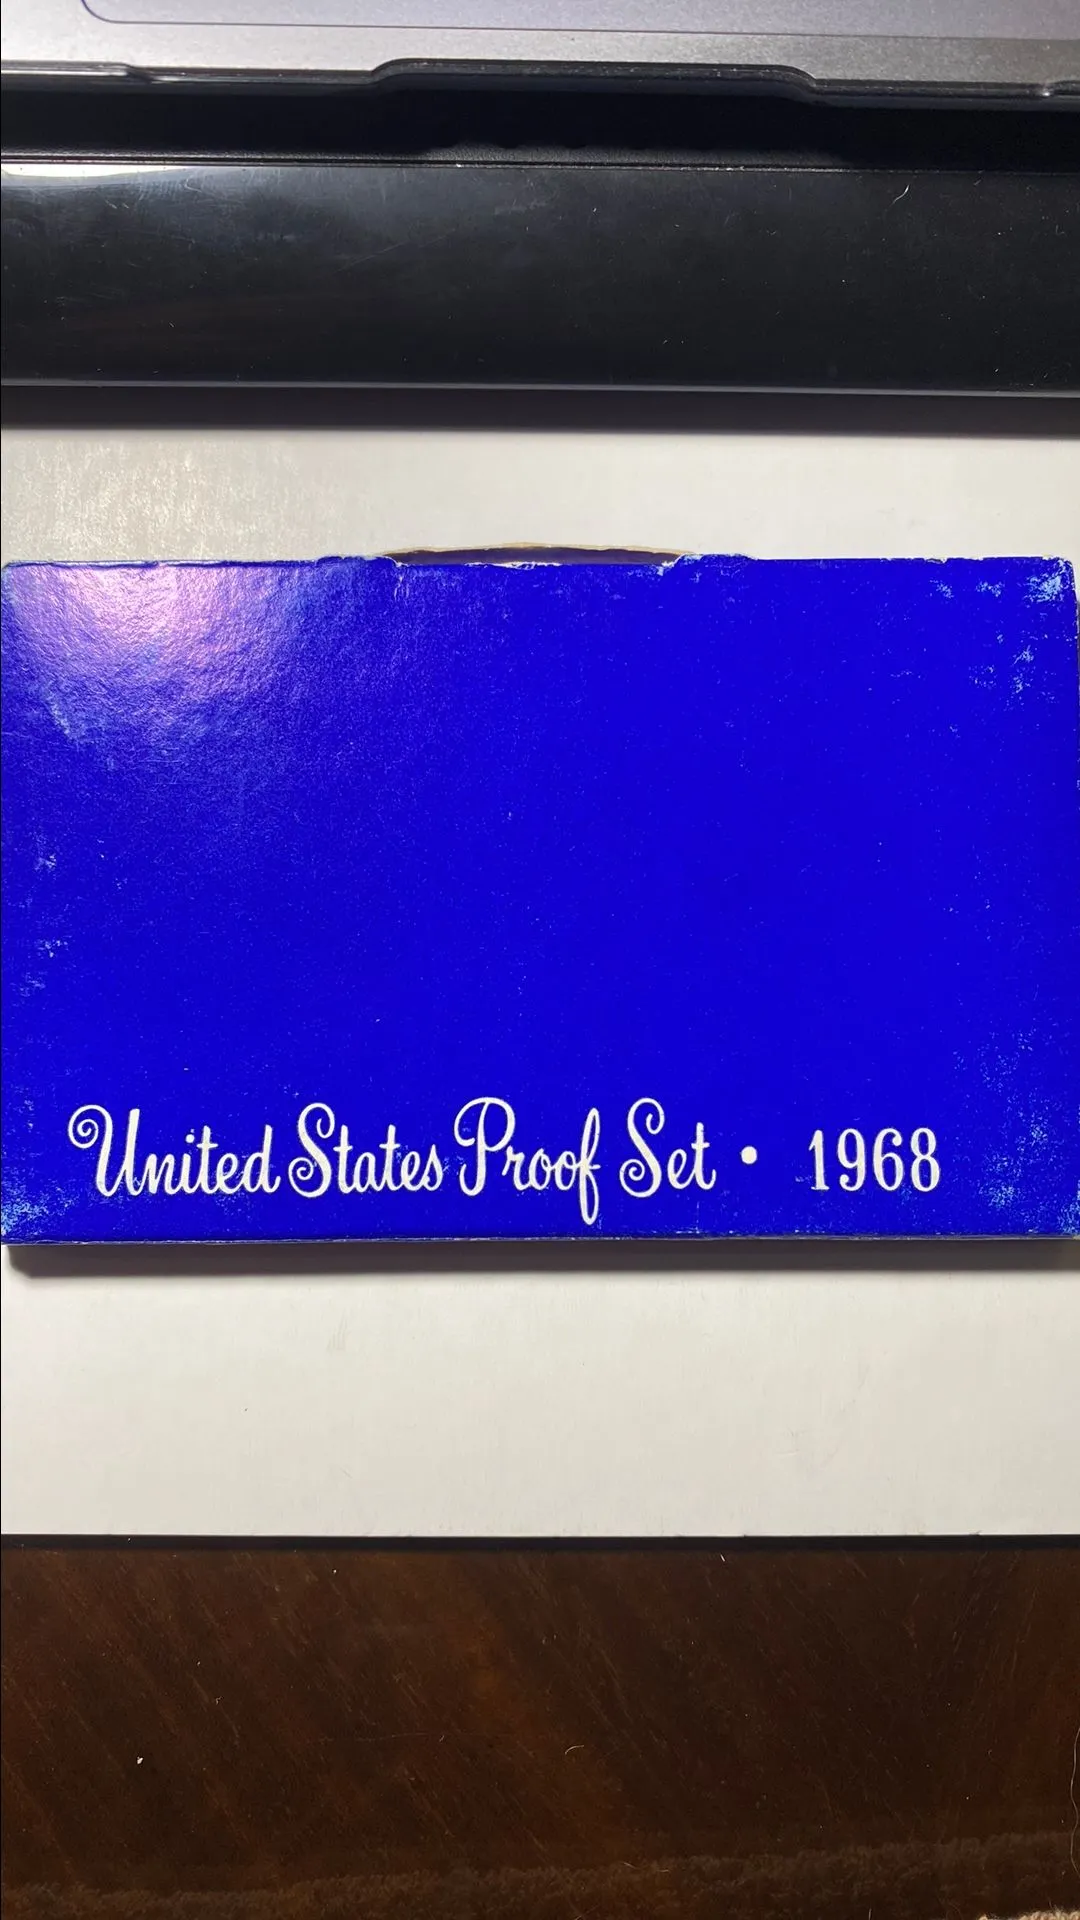 United States Proof Set • 1968